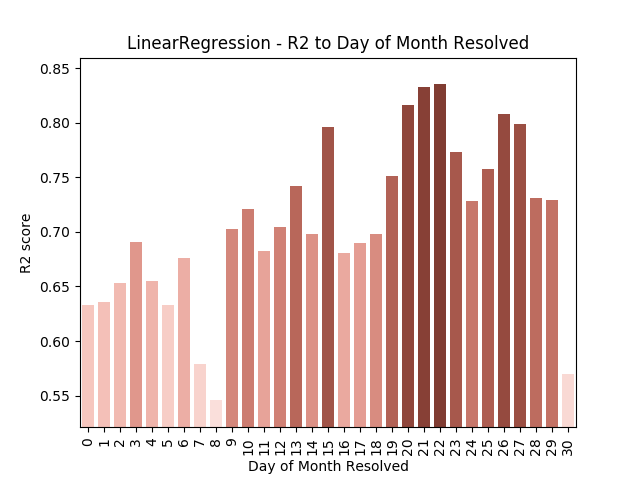 LinearRegression - R2 to Day of Month Resolved
0.85
0.80
0.75
0.70
0.65
0.60
0.55
R2 score
0 1 2 3 4 5 6 7 8 9 10 11 12 13 14 15 16 17 18 19 20 21 22 23 24 25 26 27 28 29 30
Day of Month Resolved